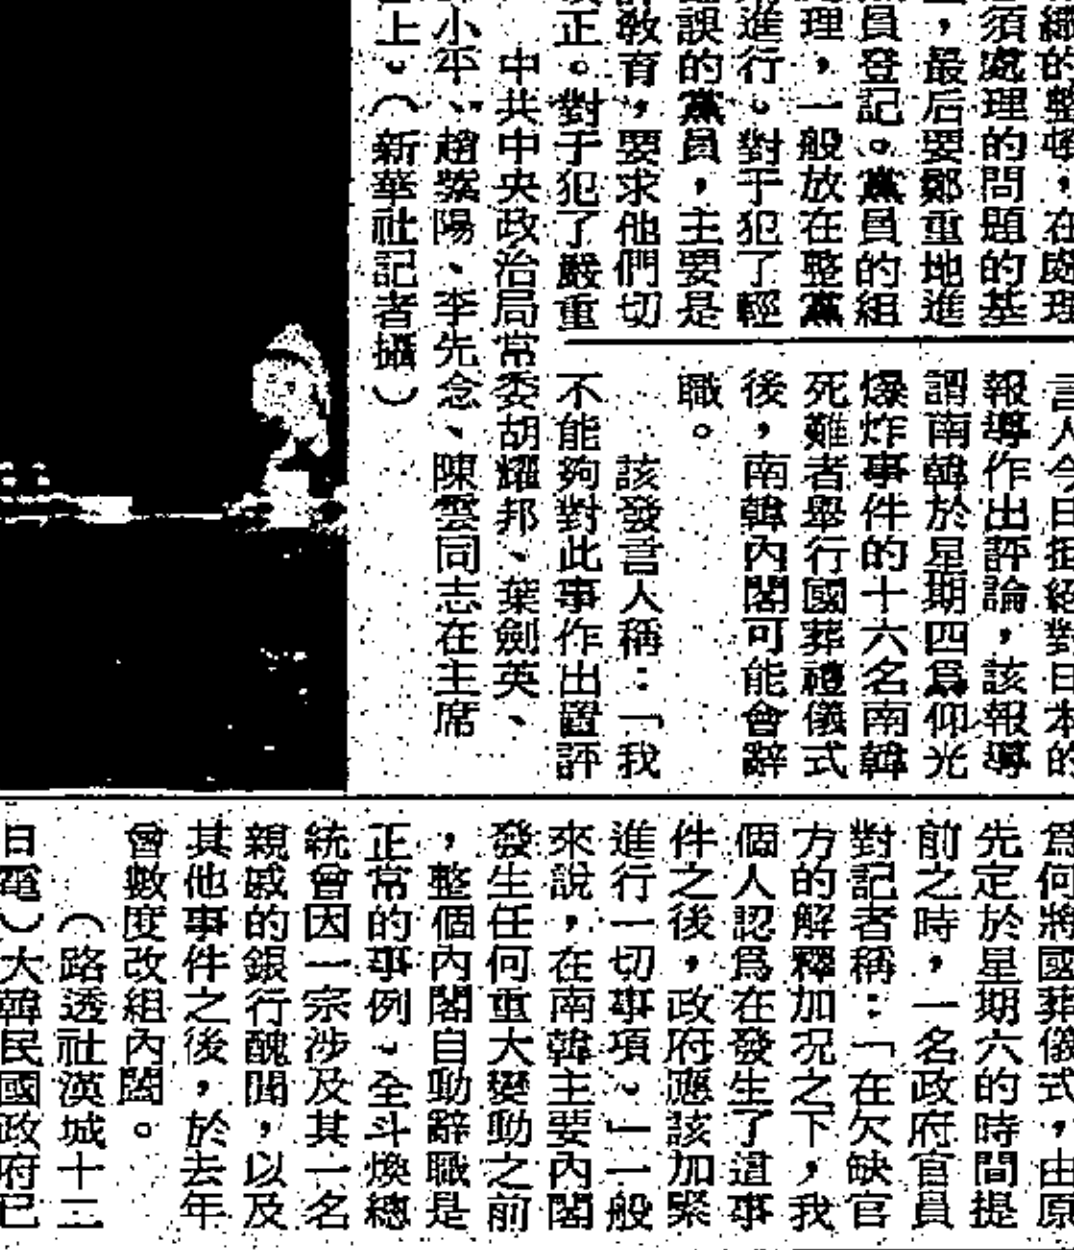 織的整頓，在處理
須處理的問題的基
，最后要鄭重地進
員登記。黨員的組
理，一般放在整黨
進行。對于犯了輕
誤的黨員，主要是
教育，要求他們切
正。對于犯了嚴重
中共中央政治局常委胡耀邦、葉劍英、
小平、趙紫陽、李先念、陳雲同志在主席
上。（新華社記者攝）
言人今日拒絕對日本的
報導作出評論，該報導
謂南韓於星期四爲仰光
爆炸事件的十六名南韓
死難者舉行國葬禮儀式
後，南韓內閣可能會辭
職。
該發言人稱：「我
不能夠對此事作出置評
爲何將國葬儀式，由原
先定於星期六的時間提
前之時，一名政府官員
對記者稱：「在欠缺官
方的解釋加況之下，我
個人認爲在發生了這事
件之後，政府應該加緊
進行一切事項。」一般
來說，在南韓主要內閣
發生任何重大變動之前
，整個內閣自動辭職是
正常的事例。全斗煥總
統會因一宗涉及其一名
親戚的銀行醜聞，以及
其他事件之後，於去年
會數度改組內閣。
（路透社漢城十二
日電）大韓民國政府已